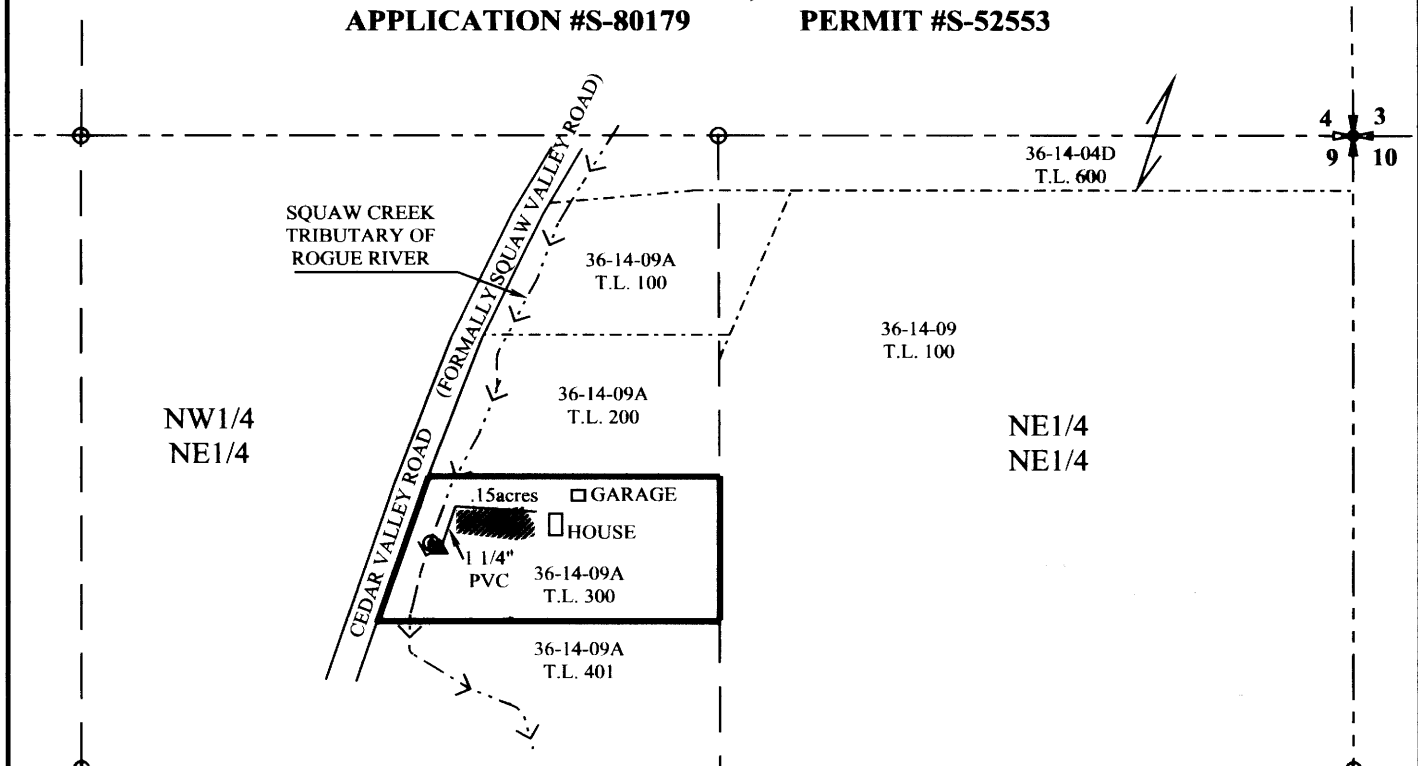 APPLICATION #S-80179 PERMIT #S-52553
4 3
9 10
36-14-04D
T.L. 600
SQUAW CREEK
TRIBUTARY OF
ROGUE RIVER
CEDAR VALLEY ROAD (FORMALLY SQUAW VALLEY ROAD)
36-14-09A
T.L. 100
36-14-09
T.L. 100
36-14-09A
T.L. 200
NW1/4
NE1/4
NE1/4
NE1/4
.15acres GARAGE
HOUSE
1 1/4"
PVC
36-14-09A
T.L. 300
36-14-09A
T.L. 401